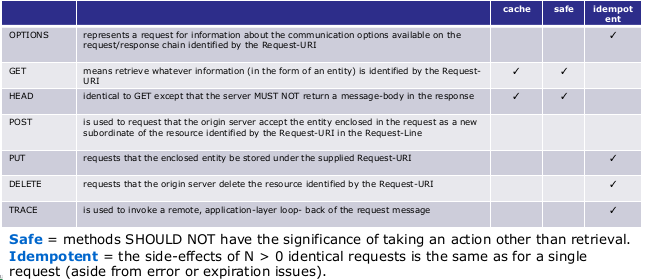 cache safe idempot
ent
OPTIONS represents a request for information about the communication options available on the ✓
request/response chain identified by the Request-URI
GET means retrieve whatever information (in the form of an entity) is identified by the Request- ✓ ✓
URI
HEAD identical to GET except that the server MUST NOT return a message-body in the response ✓ ✓
POST is used to request that the origin server accept the entity enclosed in the request as a new
subordinate of the resource identified by the Request-URI in the Request-Line
PUT requests that the enclosed entity be stored under the supplied Request-URI ✓
DELETE requests that the origin server delete the resource identified by the Request-URI ✓
TRACE is used to invoke a remote, application-layer loop- back of the request message ✓
Safe = methods SHOULD NOT have the significance of taking an action other than retrieval.
Idempotent = the side-effects of N > 0 identical requests is the same as for a single
request (aside from error or expiration issues).